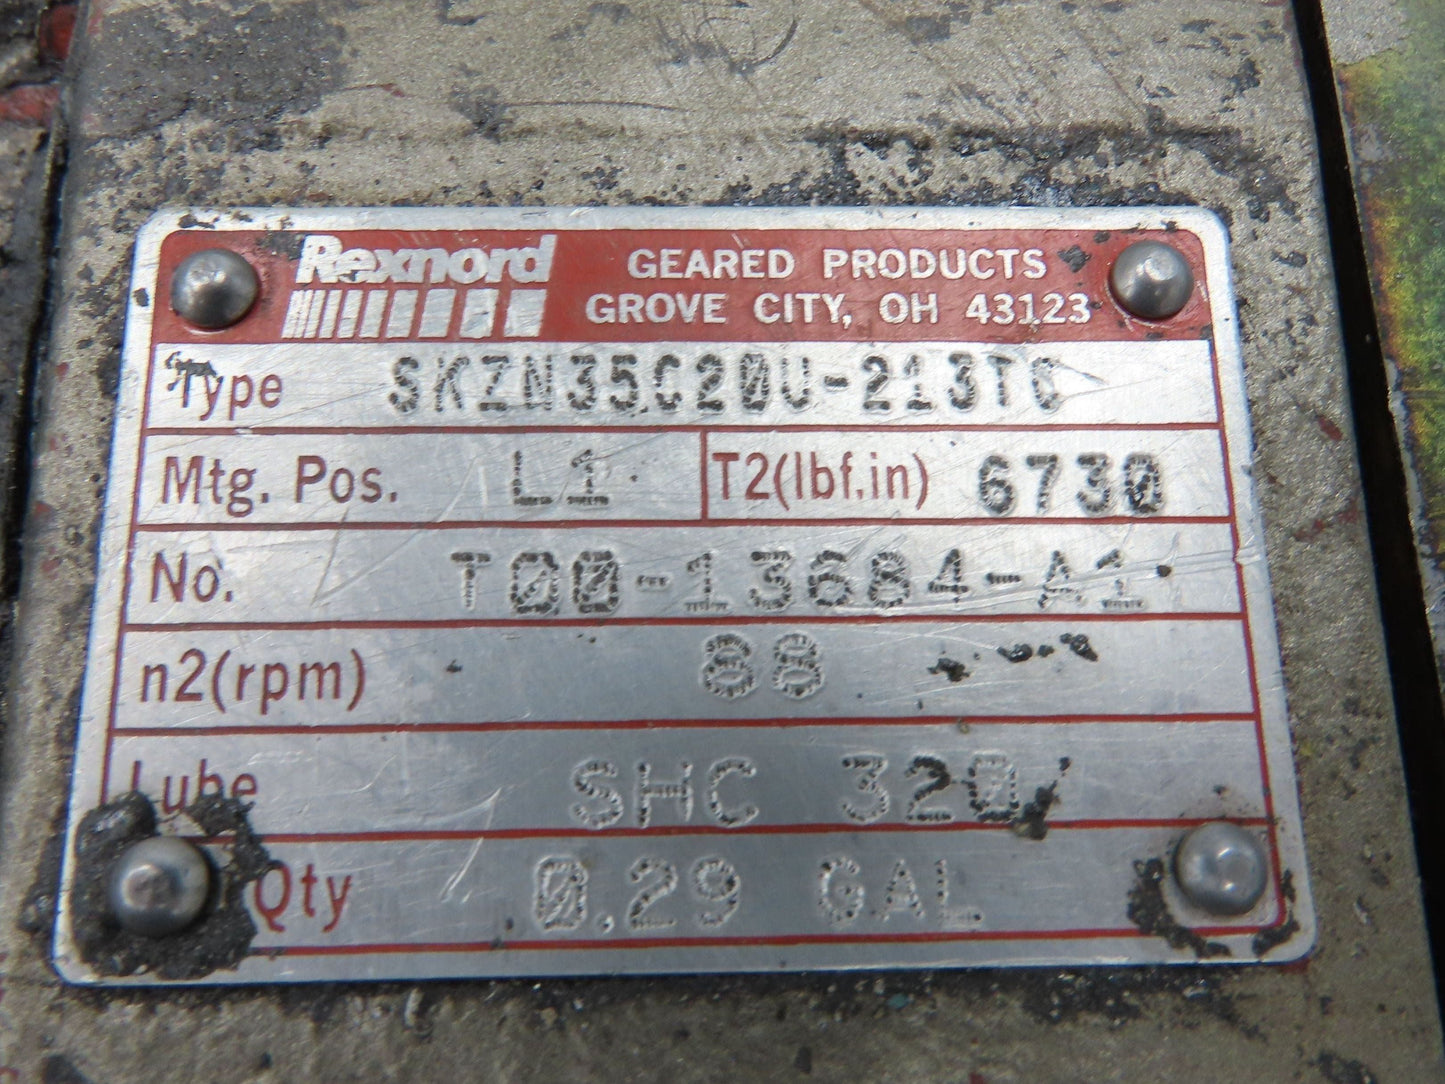 Rexnord
GEARED PRODUCTS
GROVE CITY, OH 43123
Type SKZN35C20U-213TC
Mtg. Pos. L1 T2(lbf.in) 6730
No. T00-13684-A1
n2(rpm) 88
Lube SHC 320
Qty 0.29 GAL